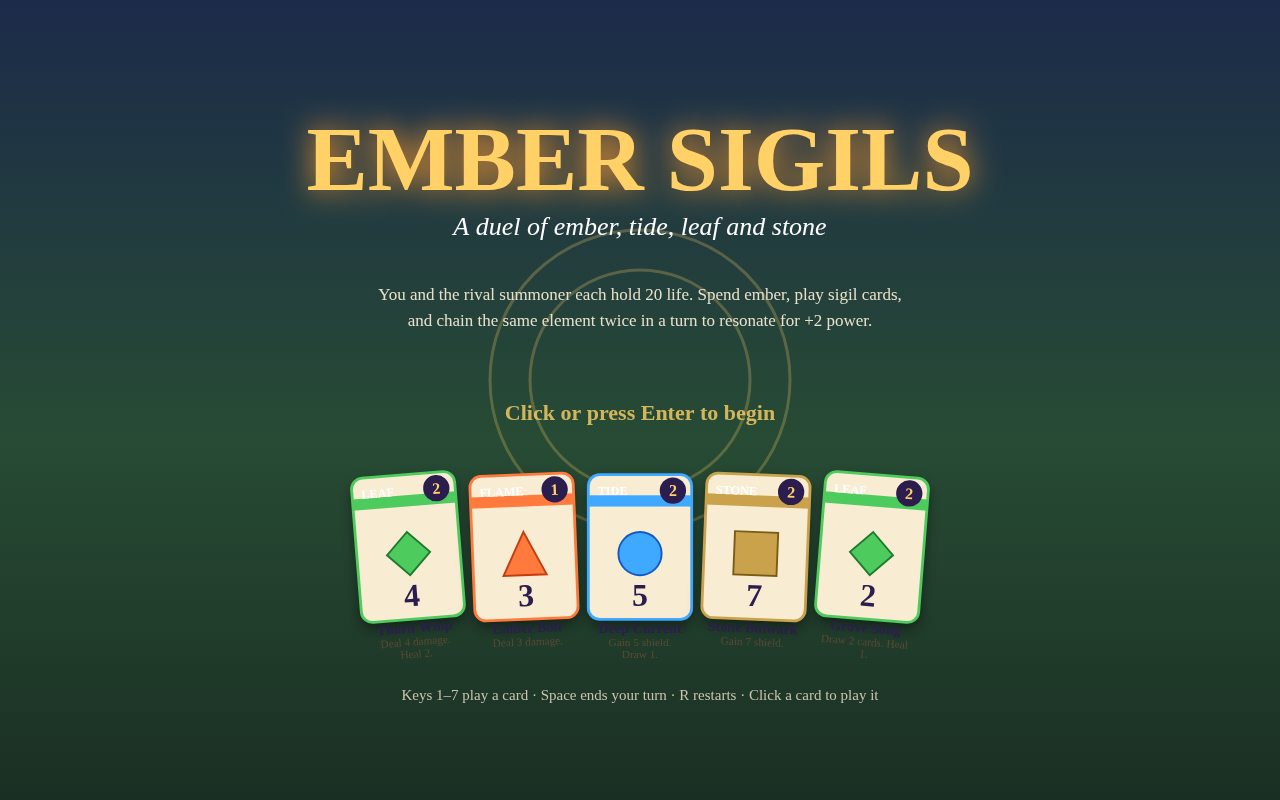 EMBER SIGILS
A duel of ember, tide, leaf and stone
You and the rival summoner each hold 20 life. Spend ember, play sigil cards,
and chain the same element twice in a turn to resonate for +2 power.
Click or press Enter to begin
LEAF 2
4
Deal 4 damage.
Heal 2.
FLAME 1
3
Deal 3 damage.
TIDE 2
5
Deep Current
Gain 5 shield.
Draw 1.
STONE 2
7
Gain 7 shield.
LEAF 2
2
Draw 2 cards. Heal
1.
Keys 1–7 play a card · Space ends your turn · R restarts · Click a card to play it